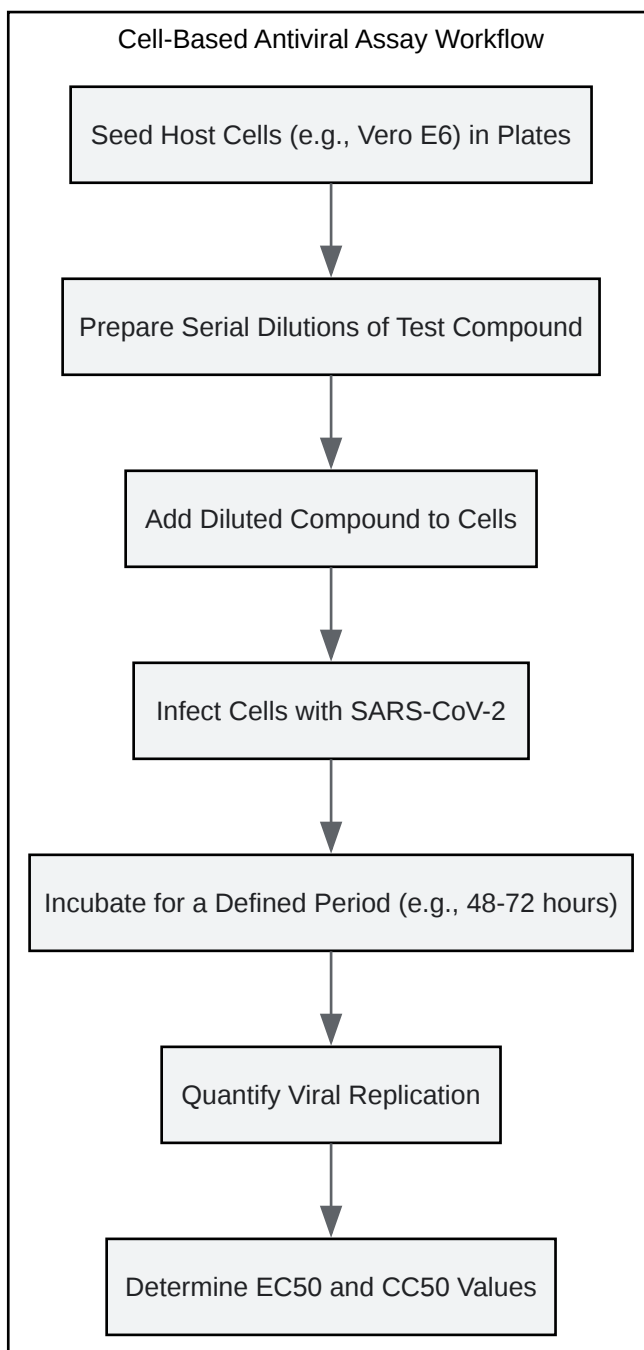 Cell-Based Antiviral Assay Workflow
Seed Host Cells (e.g., Vero E6) in Plates
Prepare Serial Dilutions of Test Compound
Add Diluted Compound to Cells
Infect Cells with SARS-CoV-2
Incubate for a Defined Period (e.g., 48-72 hours)
Quantify Viral Replication
Determine EC50 and CC50 Values